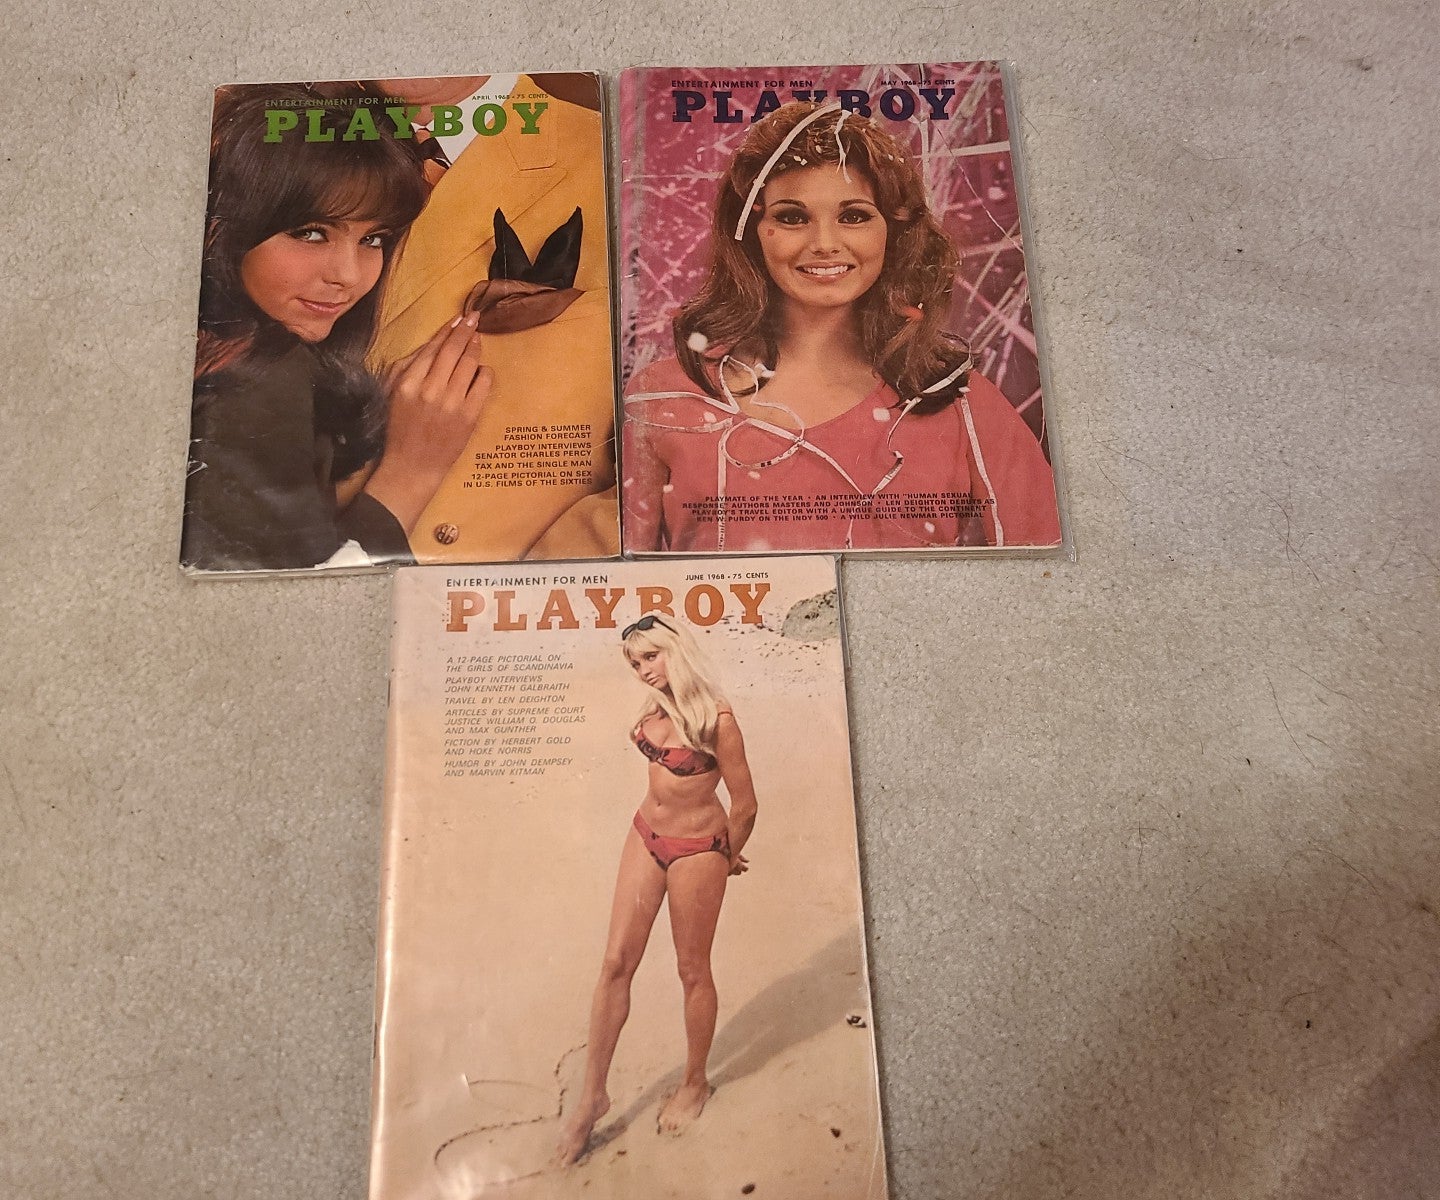 ENTERTAINMENT FOR MEN
APRIL 1968 • 75 CENTS
PLAYBOY
SPRING & SUMMER
FASHION FORECAST
PLAYBOY INTERVIEWS
SENATOR CHARLES PERCY
TAX AND THE SINGLE MAN
12-PAGE PICTORIAL ON SEX
IN U.S. FILMS OF THE SIXTIES
ENTERTAINMENT FOR MEN
MAY 1968 • 75 CENTS
PLAYBOY
PLAYMATE OF THE YEAR • AN INTERVIEW WITH "HUMAN SEXUAL
RESPONSE" AUTHORS MASTERS AND JOHNSON • LEN DEIGHTON DEBUTS AS
PLAYBOY'S TRAVEL EDITOR WITH A UNIQUE GUIDE TO THE CONTINENT
KEN W. PURDY ON THE INDY 500 • A WILD JULIE NEWMAR PICTORIAL
ENTERTAINMENT FOR MEN
JUNE 1968 • 75 CENTS
PLAYBOY
A 12-PAGE PICTORIAL ON
THE GIRLS OF SCANDINAVIA
PLAYBOY INTERVIEWS
JOHN KENNETH GALBRAITH
TRAVEL BY LEN DEIGHTON
ARTICLES BY SUPREME COURT
JUSTICE WILLIAM O. DOUGLAS
AND MAX GUNTHER
FICTION BY HERBERT GOLD
AND HOKE NORRIS
HUMOR BY JOHN DEMPSEY
AND MARVIN KITMAN